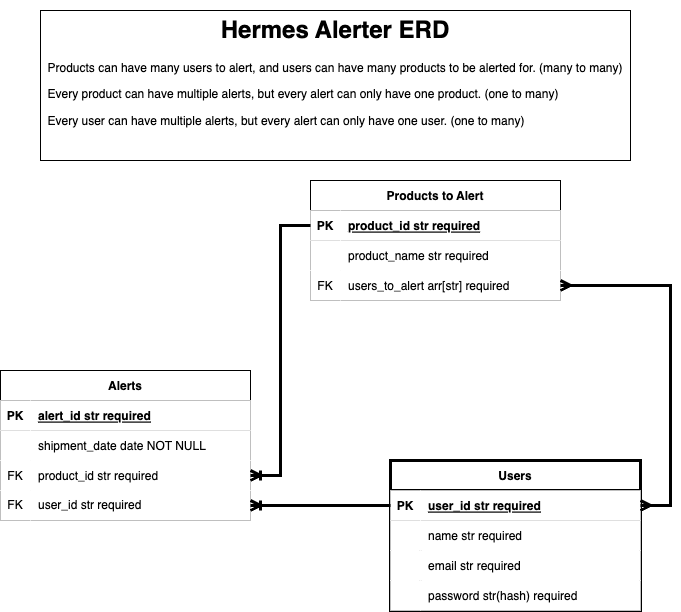 Hermes Alerter ERD
Products can have many users to alert, and users can have many products to be alerted for. (many to many)
Every product can have multiple alerts, but every alert can only have one product. (one to many)
Every user can have multiple alerts, but every alert can only have one user. (one to many)
Products to Alert
PK product_id str required
product_name str required
FK users_to_alert arr[str] required
Alerts
PK alert_id str required
shipment_date date NOT NULL
FK product_id str required
FK user_id str required
Users
PK user_id str required
name str required
email str required
password str(hash) required